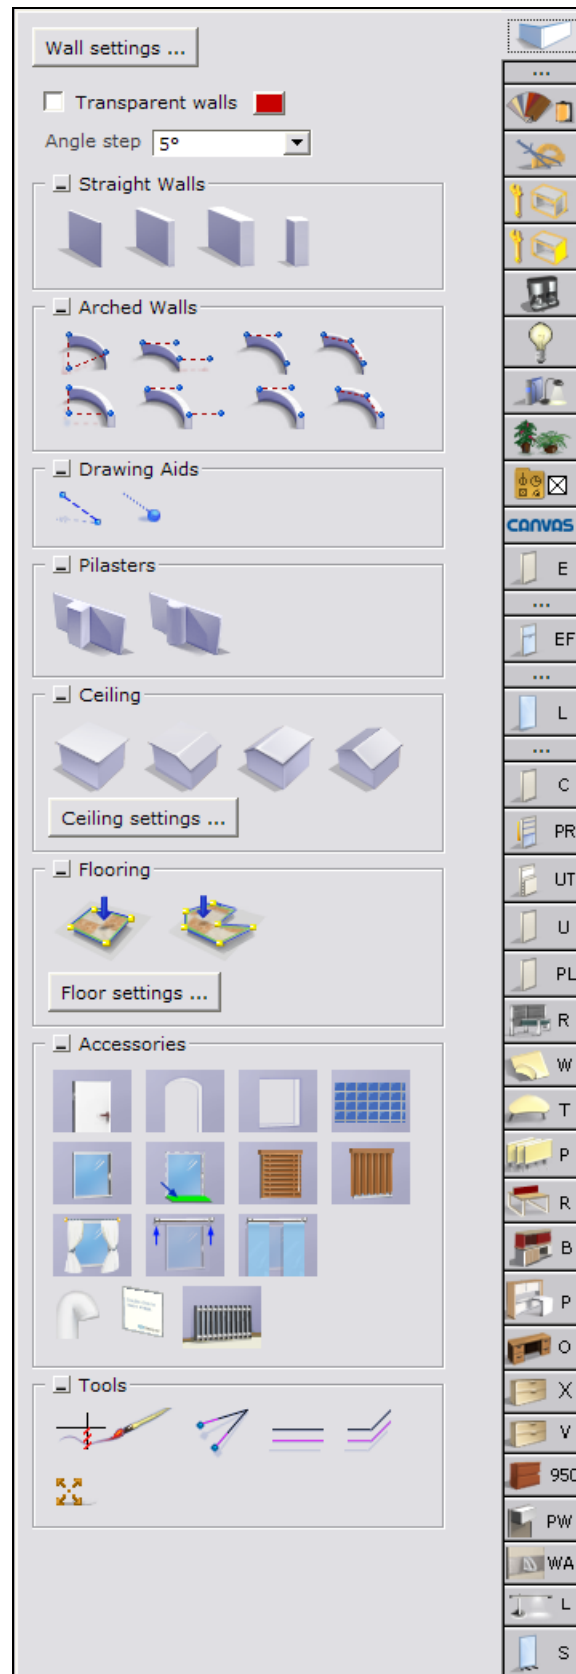 Wall settings ...
Transparent walls
Angle step 5°
Straight Walls
Arched Walls
Drawing Aids
Pilasters
Ceiling
Ceiling settings ...
Flooring
Floor settings ...
Accessories
Tools
...
CANVAS
E
...
EF
...
L
...
C
PR
UT
U
PL
R
W
T
P
R
B
P
O
X
V
950
PW
WA
L
S